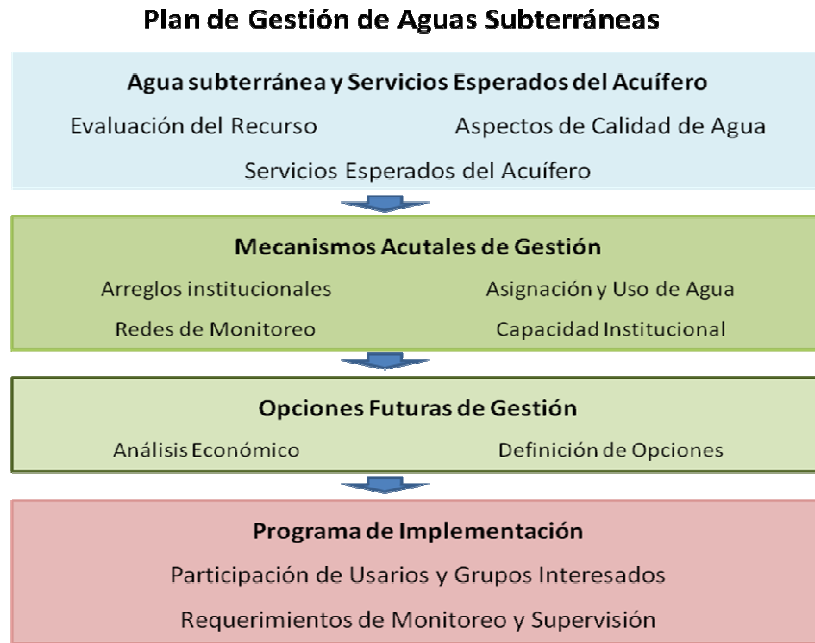 Plan de Gestión de Aguas Subterráneas
Agua subterránea y Servicios Esperados del Acuífero
Evaluación del Recurso Aspectos de Calidad de Agua
Servicios Esperados del Acuífero
Mecanismos Acutales de Gestión
Arreglos institucionales Asignación y Uso de Agua
Redes de Monitoreo Capacidad Institucional
Opciones Futuras de Gestión
Análisis Económico Definición de Opciones
Programa de Implementación
Participación de Usarios y Grupos Interesados
Requerimientos de Monitoreo y Supervisión